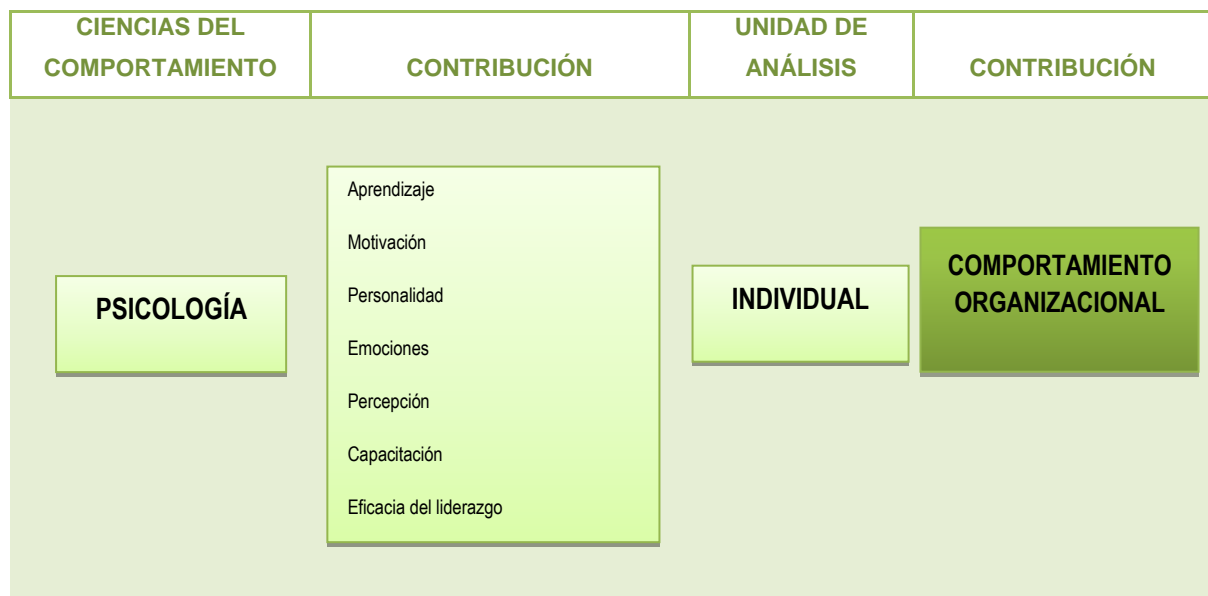 CIENCIAS DEL
COMPORTAMIENTO
CONTRIBUCIÓN
UNIDAD DE
ANÁLISIS
CONTRIBUCIÓN
PSICOLOGÍA
Aprendizaje
Motivación
Personalidad
Emociones
Percepción
Capacitación
Eficacia del liderazgo
INDIVIDUAL
COMPORTAMIENTO
ORGANIZACIONAL